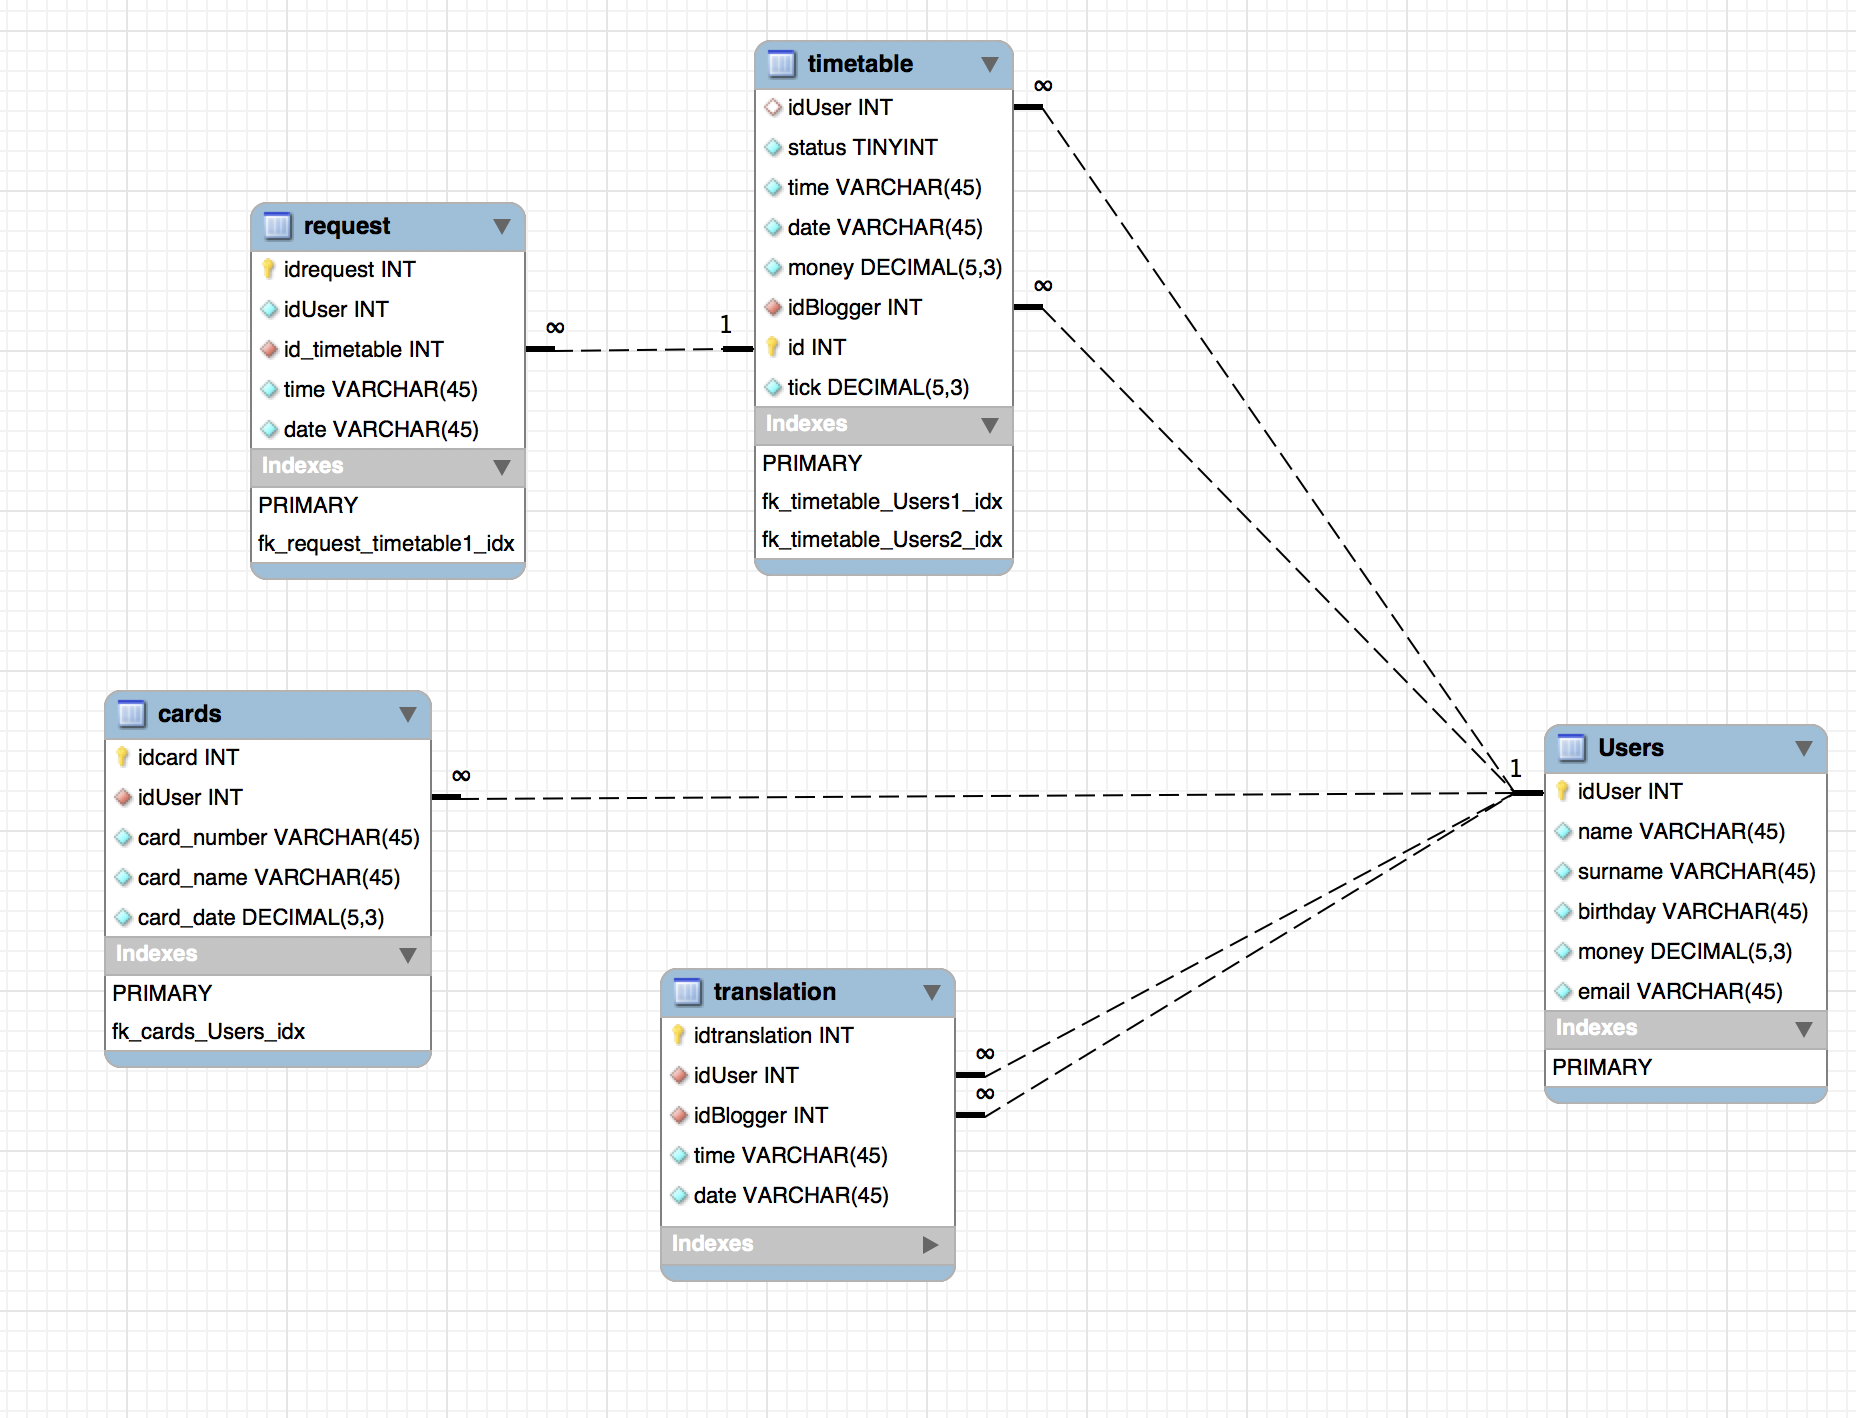 timetable
idUser INT
status TINYINT
time VARCHAR(45)
date VARCHAR(45)
money DECIMAL(5,3)
idBlogger INT
id INT
tick DECIMAL(5,3)
Indexes
PRIMARY
fk_timetable_Users1_idx
fk_timetable_Users2_idx
∞
∞
request
idrequest INT
idUser INT
id_timetable INT
time VARCHAR(45)
date VARCHAR(45)
Indexes
PRIMARY
fk_request_timetable1_idx
∞
1
cards
idcard INT
idUser INT
card_number VARCHAR(45)
card_name VARCHAR(45)
card_date DECIMAL(5,3)
Indexes
PRIMARY
fk_cards_Users_idx
∞
1
Users
idUser INT
name VARCHAR(45)
surname VARCHAR(45)
birthday VARCHAR(45)
money DECIMAL(5,3)
email VARCHAR(45)
Indexes
PRIMARY
translation
idtranslation INT
idUser INT
idBlogger INT
time VARCHAR(45)
date VARCHAR(45)
Indexes
∞
∞